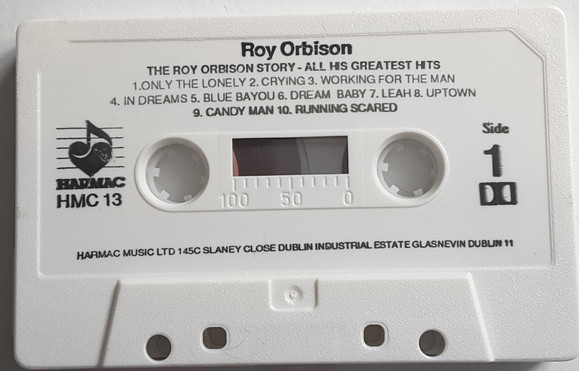 Roy Orbison
THE ROY ORBISON STORY - ALL HIS GREATEST HITS
1.ONLY THE LONELY 2. CRYING 3. WORKING FOR THE MAN
4. IN DREAMS 5. BLUE BAYOU 6. DREAM BABY 7. LEAH 8. UPTOWN
9. CANDY MAN 10. RUNNING SCARED
Side
1
HARMAC
HMC 13
100 50 0
HARMAC MUSIC LTD 145C SLANEY CLOSE DUBLIN INDUSTRIAL ESTATE GLASNEVIN DUBLIN 11